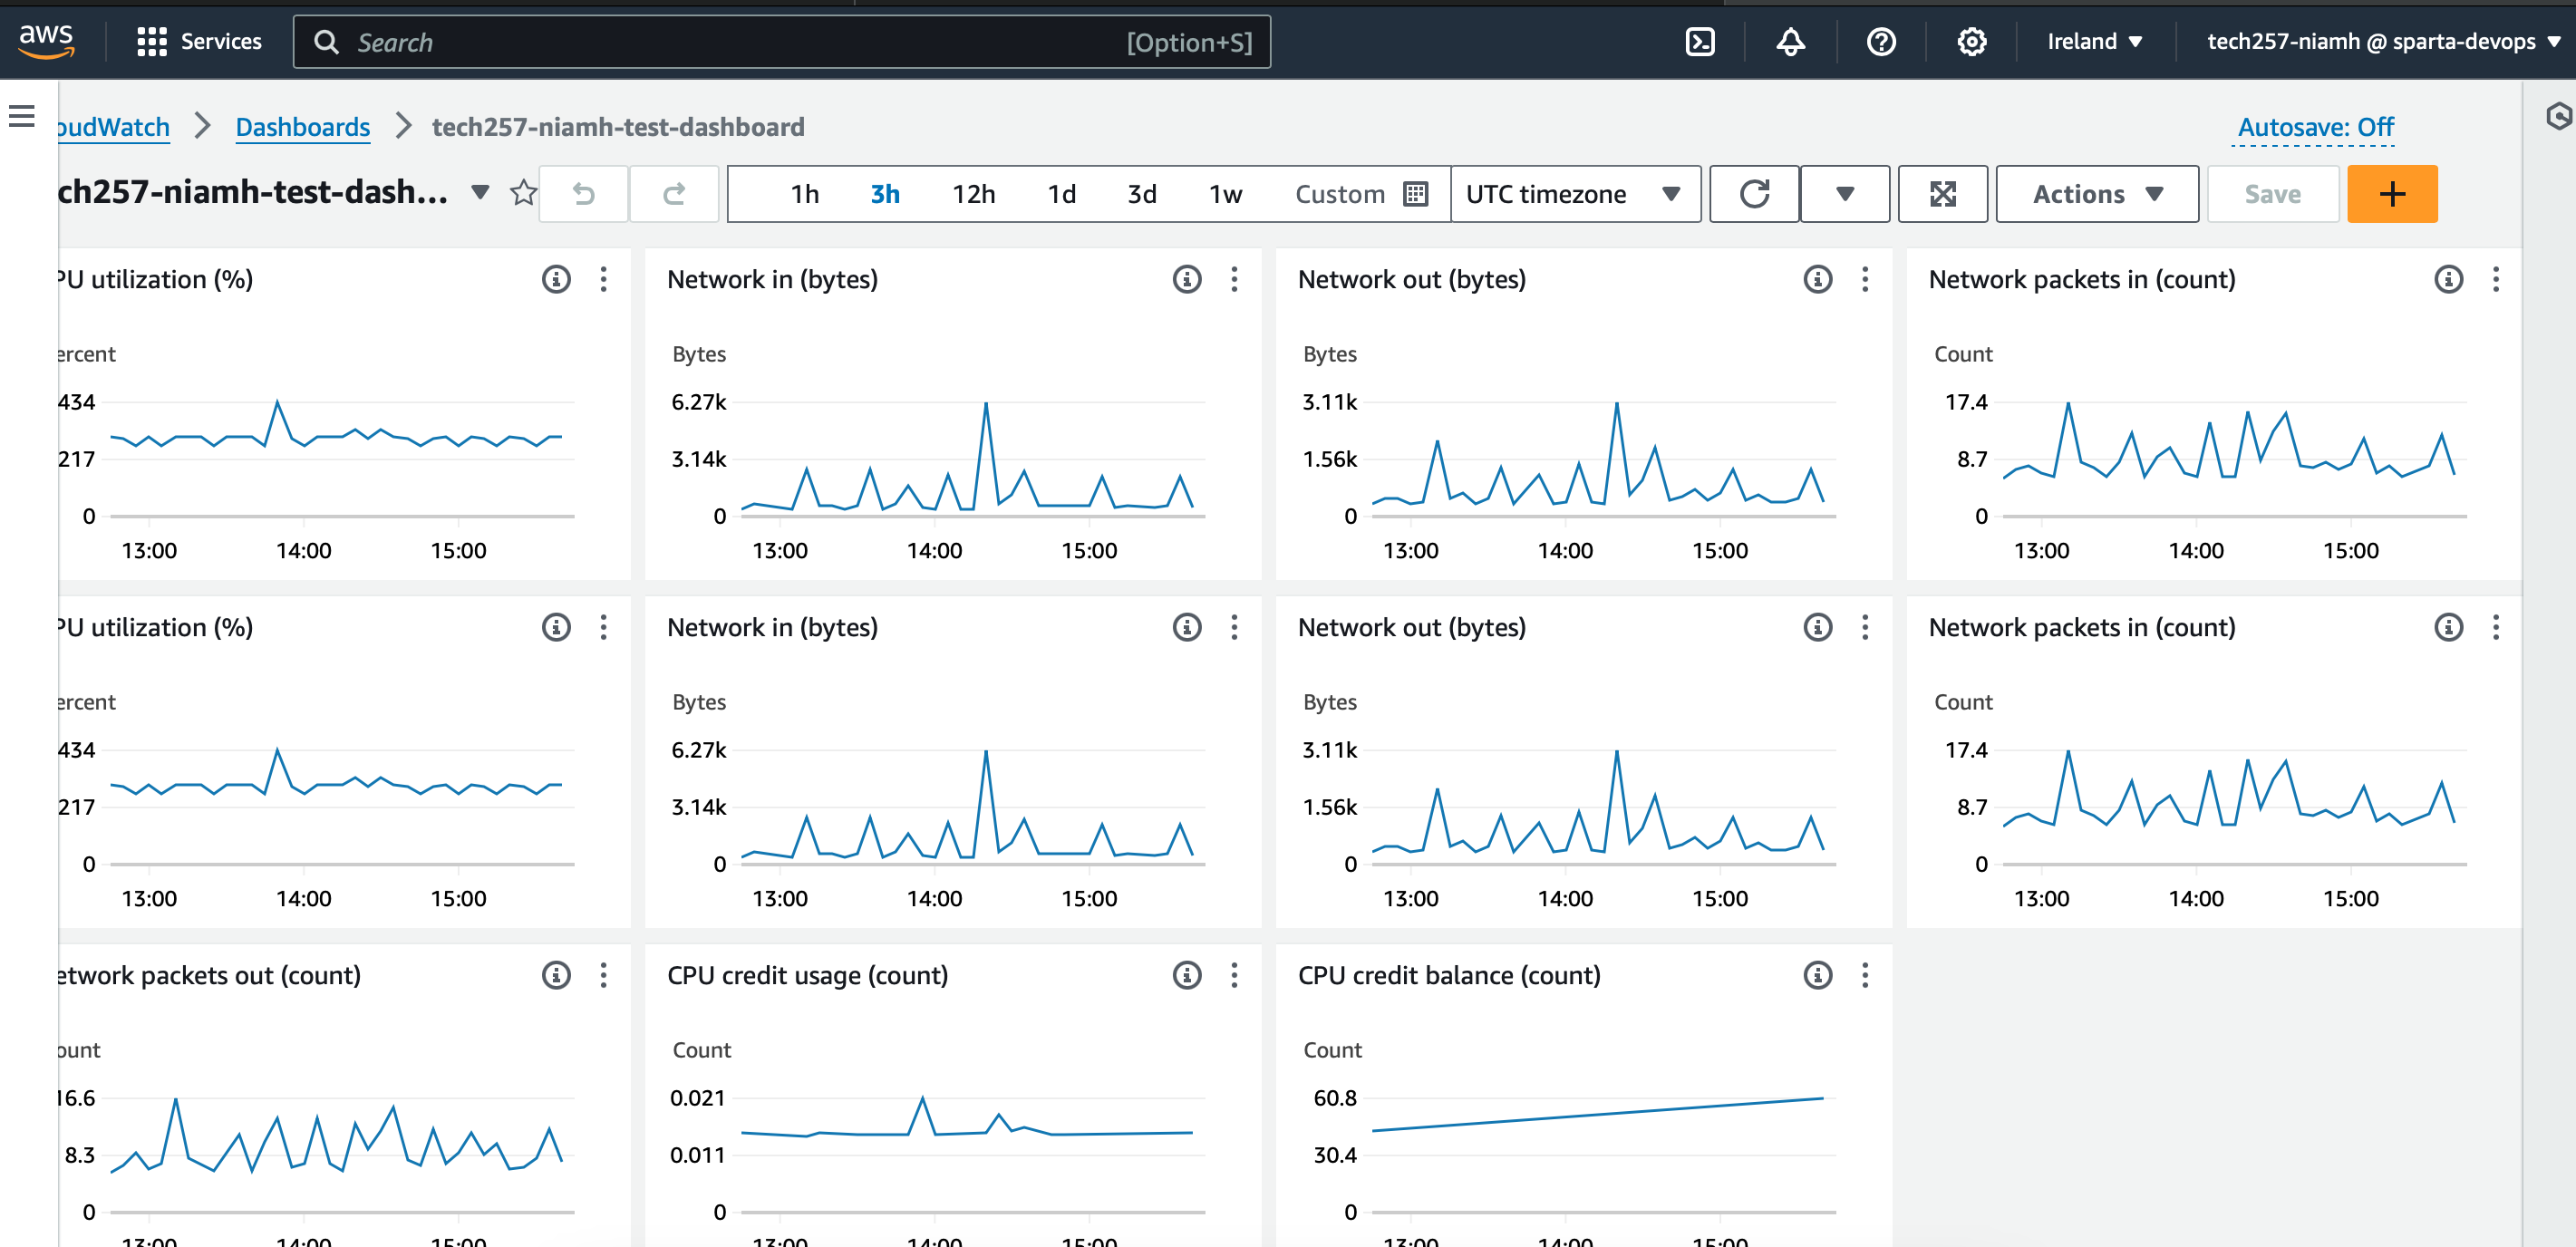 aws
Services
Search
[Option+S]
Ireland
tech257-niamh @ sparta-devops
oudWatch
Dashboards
tech257-niamh-test-dashboard
Autosave: Off
ch257-niamh-test-dash...
1h
3h
12h
1d
3d
1w
Custom
UTC timezone
Actions
Save
PU utilization (%)
ercent
434
217
0
13:00
14:00
15:00
Network in (bytes)
Bytes
6.27k
3.14k
0
13:00
14:00
15:00
Network out (bytes)
Bytes
3.11k
1.56k
0
13:00
14:00
15:00
Network packets in (count)
Count
17.4
8.7
0
13:00
14:00
15:00
PU utilization (%)
ercent
434
217
0
13:00
14:00
15:00
Network in (bytes)
Bytes
6.27k
3.14k
0
13:00
14:00
15:00
Network out (bytes)
Bytes
3.11k
1.56k
0
13:00
14:00
15:00
Network packets in (count)
Count
17.4
8.7
0
13:00
14:00
15:00
etwork packets out (count)
ount
16.6
8.3
0
13:00
14:00
15:00
CPU credit usage (count)
Count
0.021
0.011
0
13:00
14:00
15:00
CPU credit balance (count)
Count
60.8
30.4
0
13:00
14:00
15:00